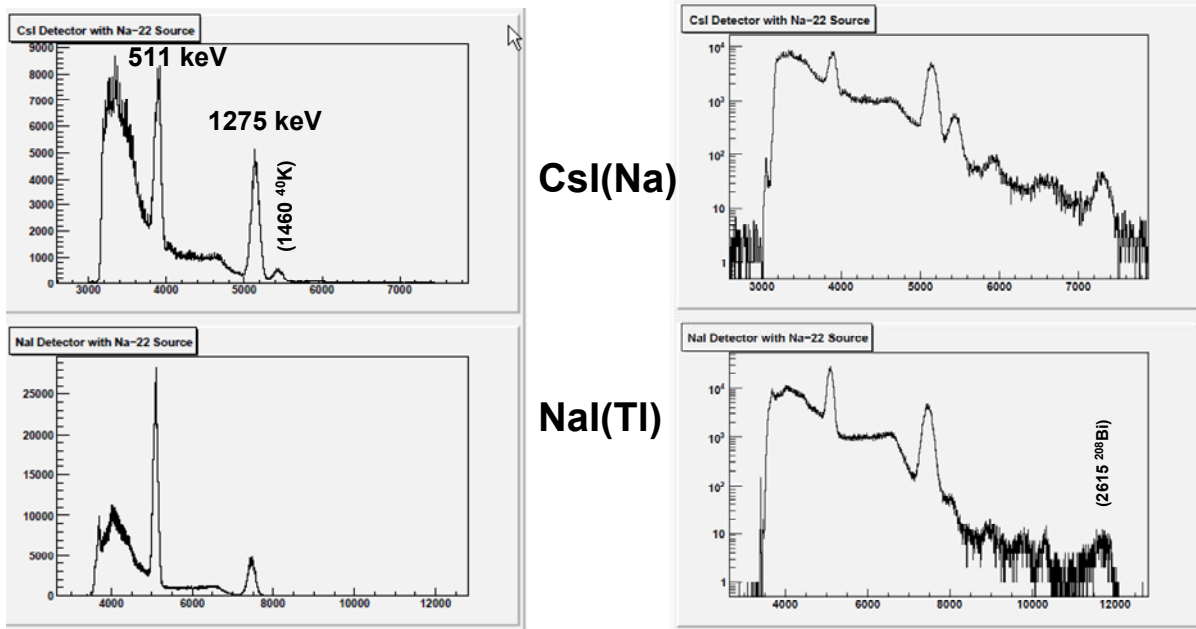 CsI Detector with Na-22 Source
9000
8000
7000
6000
5000
4000
3000
2000
1000
0
3000 4000 5000 6000 7000
511 keV
1275 keV
(1460 ⁴⁰K)
CsI(Na)
CsI Detector with Na-22 Source
10⁴
10³
10²
10
1
3000 4000 5000 6000 7000
NaI Detector with Na-22 Source
25000
20000
15000
10000
5000
0
4000 6000 8000 10000 12000
NaI(Tl)
NaI Detector with Na-22 Source
10⁴
10³
10²
10
1
4000 6000 8000 10000 12000
(2615 ²⁰⁸Bi)